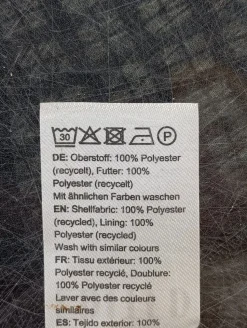 30 P
DE: Oberstoff: 100% Polyester
(recycelt), Futter: 100%
Polyester (recycelt)
Mit ähnlichen Farben waschen
EN: Shellfabric: 100% Polyester
(recycled), Lining: 100%
Polyester (recycled)
Wash with similar colours
FR: Tissu extérieur: 100%
Polyester recyclé, Doublure:
100% Polyester recyclé
Laver avec des couleurs
similaires
ES: Tejido exterior: 100%